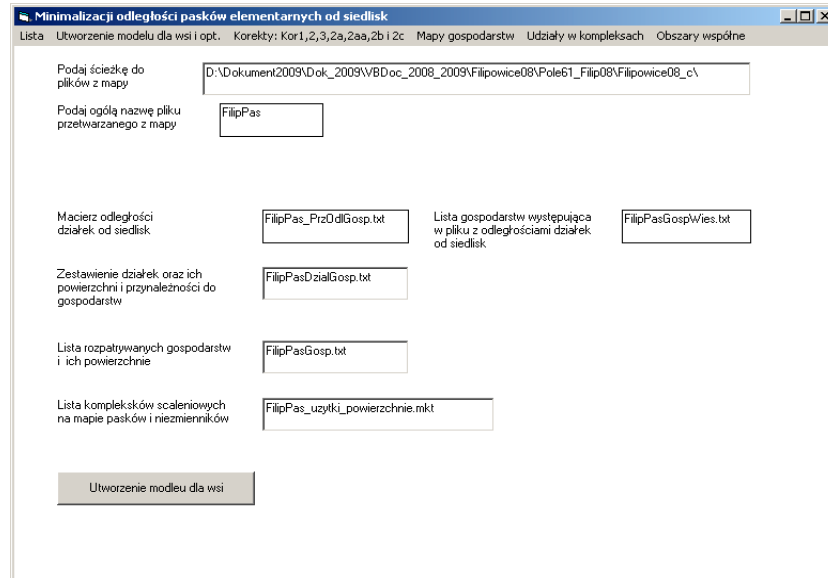 Minimalizacji odległości pasków elementarnych od siedlisk
Lista Utworzenie modelu dla wsi i opt. Korekty: Kor1,2,3,2a,2aa,2b i 2c Mapy gospodarstw Udziały w kompleksach Obszary wspólne
Podaj ścieżkę do
plików z mapy
D:\Dokument2009\Dok_2009\VBDoc_2008_2009\Filipowice08\Pole61_Filip08\Filipowice08_c\
Podaj ogólą nazwę pliku
przetwarzanego z mapy
FilipPas
Macierz odległości
działek od siedlisk
FilipPas_PrzOdlGosp.txt
Lista gospodarstw występująca
w pliku z odległościami działek
od siedlisk
FilipPasGospWies.txt
Zestawienie działek oraz ich
powierzchni i przynależności do
gospodarstw
FilipPasDzialGosp.txt
Lista rozpatrywanych gospodarstw
i ich powierzchnie
FilipPasGosp.txt
Lista kompleksków scaleniowych
na mapie pasków i niezmienników
FilipPas_uzytki_powierzchnie.mkt
Utworzenie modleu dla wsi